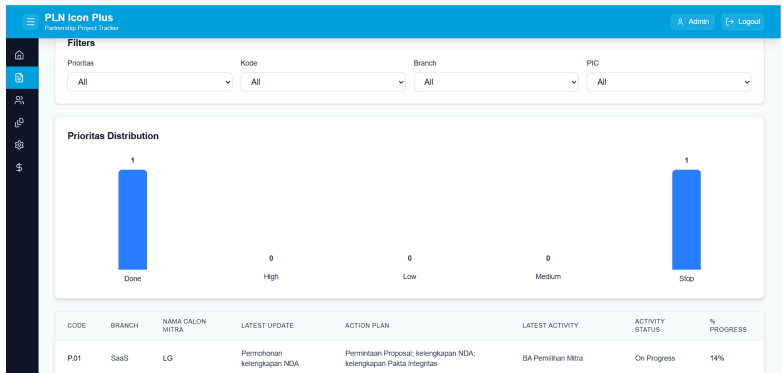 PLN Icon Plus
Partnership Project Tracker
Admin
Logout
Filters
Prioritas
Kode
Branch
PIC
All
All
All
All
Prioritas Distribution
1
0
0
0
1
Done
High
Low
Medium
Stop
CODE
BRANCH
NAMA CALON
MITRA
LATEST UPDATE
ACTION PLAN
LATEST ACTIVITY
ACTIVITY
STATUS
%
PROGRESS
P.01
SaaS
LG
Permohonan
kelengkapan NDA
Permintaan Proposal; kelengkapan NDA;
kelengkapan Pakta Integritas
BA Pemilihan Mitra
On Progress
14%